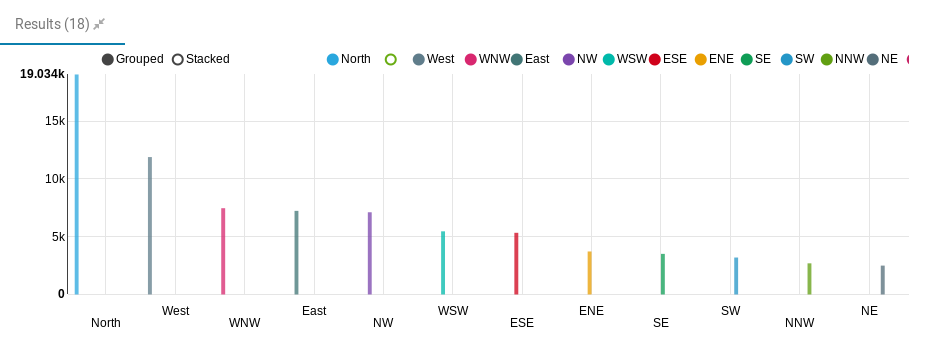 Results (18)
Grouped Stacked North West WNW East NW WSW ESE ENE SE SW NNW NE
19.034k
15k
10k
5k
0
West East WSW ENE SW NE
North WNW NW ESE SE NNW